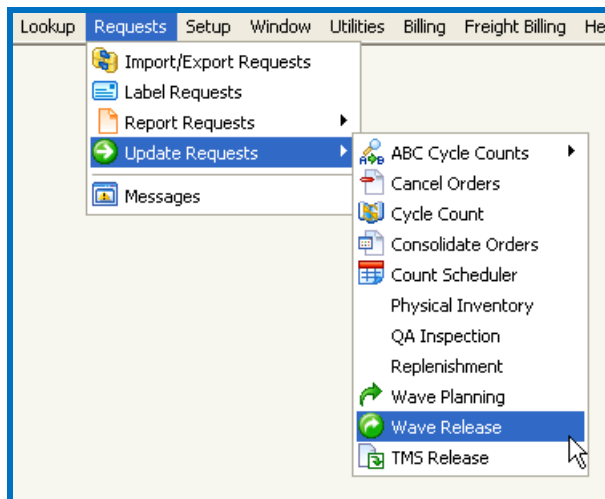 Lookup Requests Setup Window Utilities Billing Freight Billing He
Import/Export Requests
Label Requests
Report Requests
Update Requests
Messages
ABC Cycle Counts
Cancel Orders
Cycle Count
Consolidate Orders
Count Scheduler
Physical Inventory
QA Inspection
Replenishment
Wave Planning
Wave Release
TMS Release